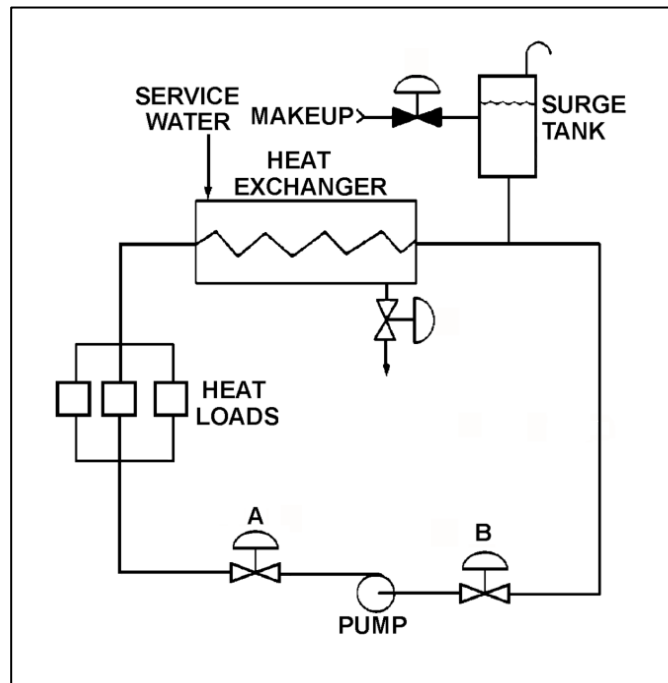 SERVICE
WATER
MAKEUP
SURGE
TANK
HEAT
EXCHANGER
HEAT
LOADS
A
B
PUMP